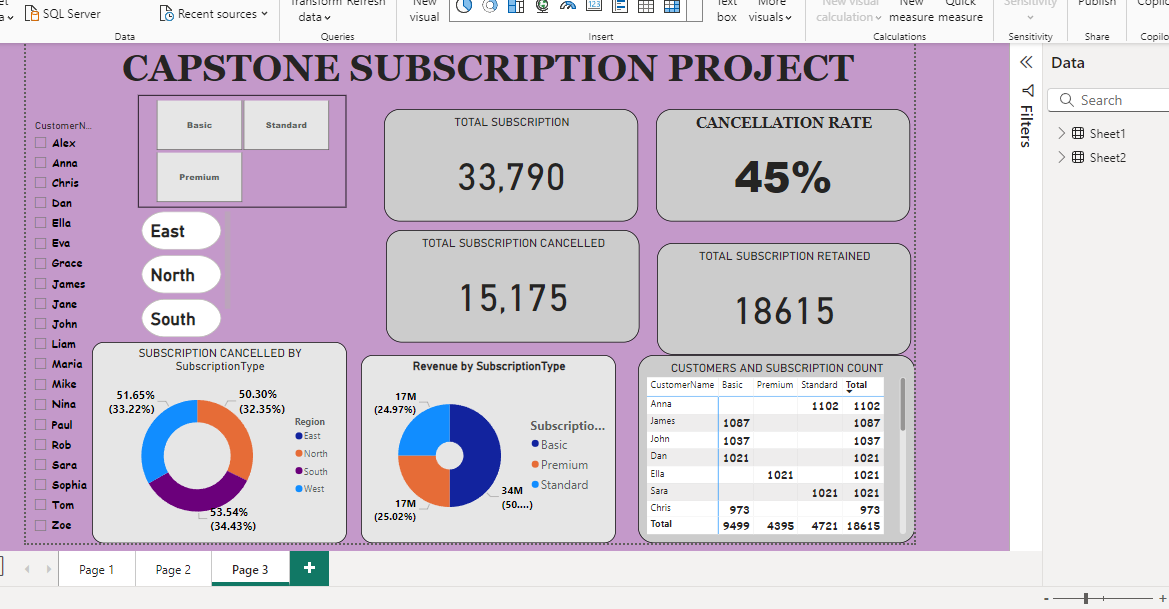 SQL Server
Recent sources
Transform Refresh
data
New
visual
Text
box
More
visuals
New visual
calculation
New
measure
Quick
measure
Sensitivity
Publish
Data
Queries
Insert
Calculations
Sensitivity
Share
CAPSTONE SUBSCRIPTION PROJECT
CustomerN...
Alex
Anna
Chris
Dan
Ella
Eva
Grace
James
Jane
John
Liam
Maria
Mike
Nina
Paul
Rob
Sara
Sophia
Tom
Zoe
Basic
Standard
Premium
East
North
South
TOTAL SUBSCRIPTION
33,790
CANCELLATION RATE
45%
TOTAL SUBSCRIPTION CANCELLED
15,175
TOTAL SUBSCRIPTION RETAINED
18615
SUBSCRIPTION CANCELLED BY
SubscriptionType
51.65%
(33.22%)
50.30%
(32.35%)
53.54%
(34.43%)
Region
East
North
South
West
Revenue by SubscriptionType
17M
(24.97%)
17M
(25.02%)
34M
(50....)
Subscriptio...
Basic
Premium
Standard
CUSTOMERS AND SUBSCRIPTION COUNT
CustomerName Basic Premium Standard Total
Anna 1102 1102
James 1087 1087
John 1037 1037
Dan 1021 1021
Ella 1021 1021
Sara 1021 1021
Chris 973 973
Total 9499 4395 4721 18615
Filters
Data
Search
Sheet1
Sheet2
Page 1
Page 2
Page 3
+
- +